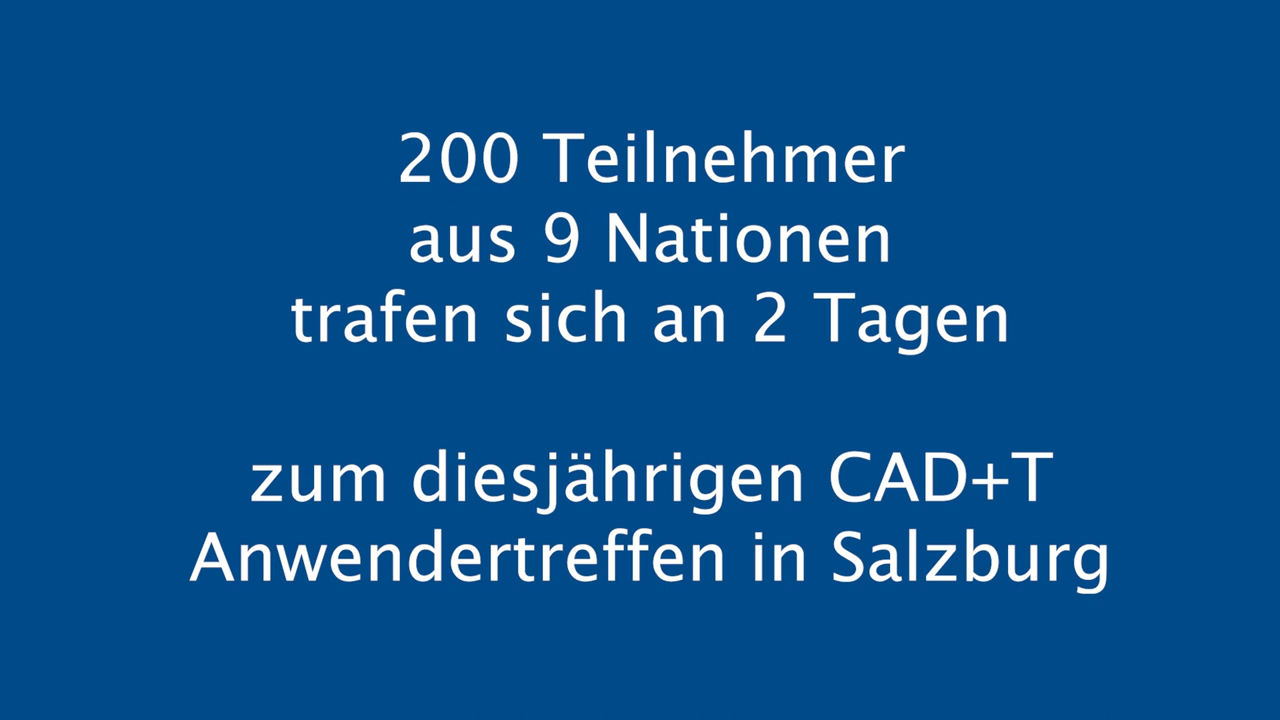 200 Teilnehmer
aus 9 Nationen
trafen sich an 2 Tagen
zum diesjährigen CAD+T
Anwendertreffen in Salzburg